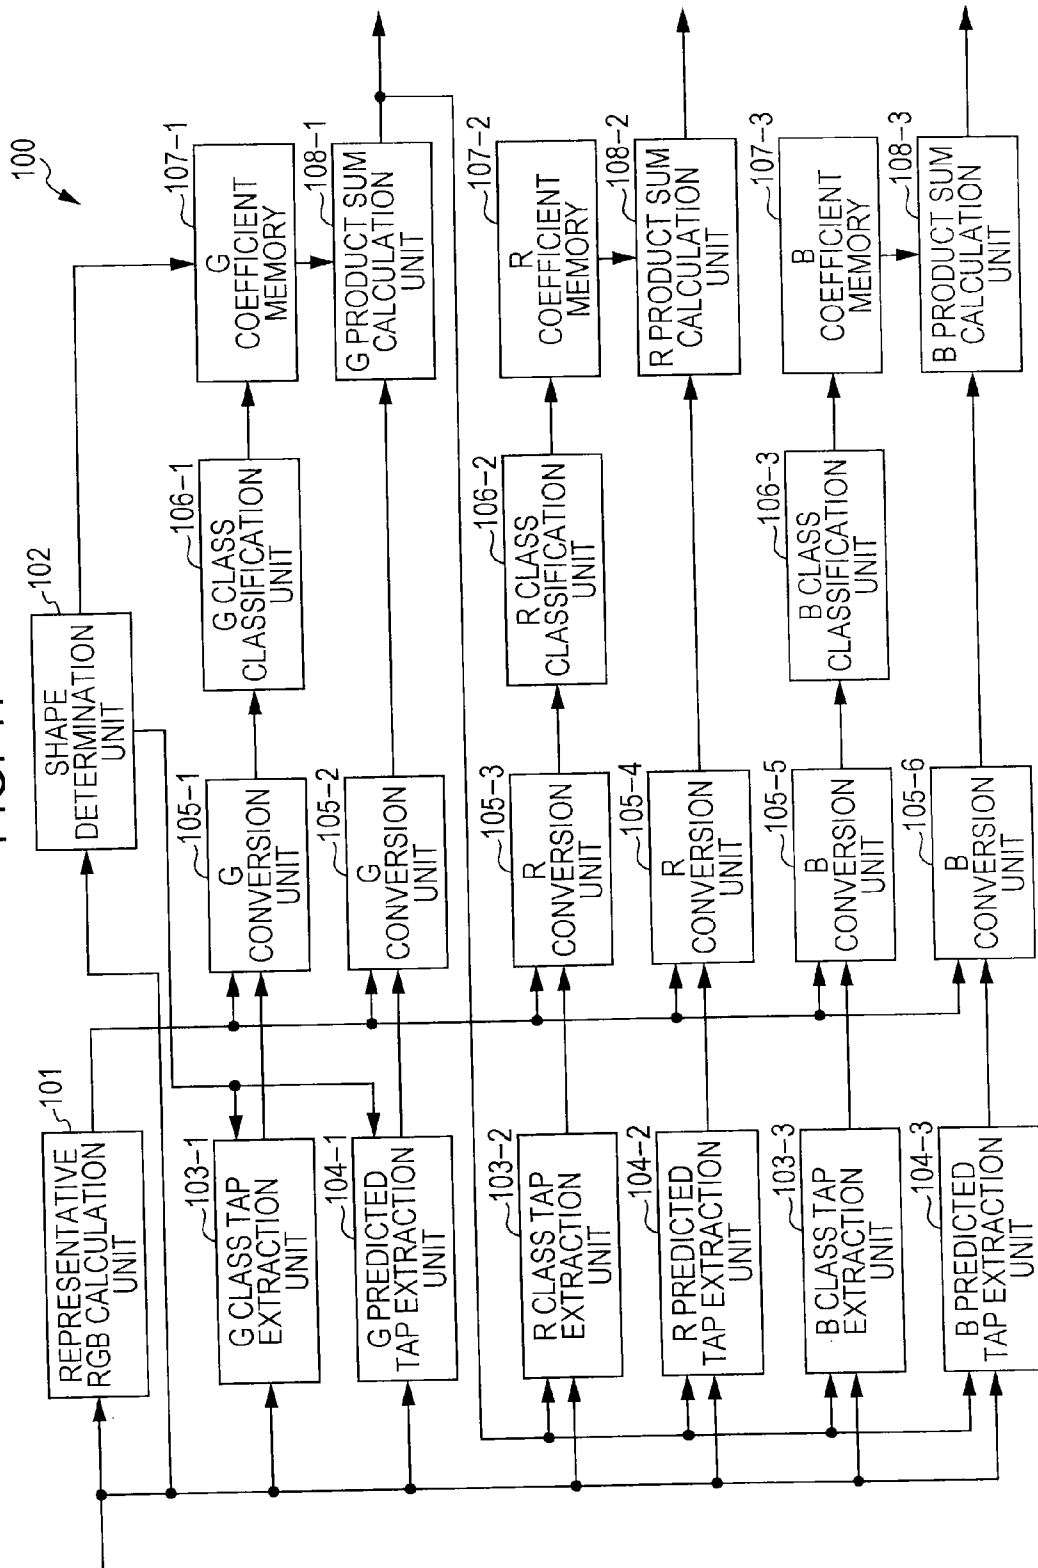 100
101
REPRESENTATIVE
RGB CALCULATION
UNIT
102
SHAPE
DETERMINATION
UNIT
103-1
G CLASS TAP
EXTRACTION
UNIT
105-1
G
CONVERSION
UNIT
106-1
G CLASS
CLASSIFICATION
UNIT
107-1
G
COEFFICIENT
MEMORY
104-1
G PREDICTED
TAP EXTRACTION
UNIT
105-2
G
CONVERSION
UNIT
108-1
G PRODUCT SUM
CALCULATION
UNIT
103-2
R CLASS TAP
EXTRACTION
UNIT
105-3
R
CONVERSION
UNIT
106-2
R CLASS
CLASSIFICATION
UNIT
107-2
R
COEFFICIENT
MEMORY
104-2
R PREDICTED
TAP EXTRACTION
UNIT
105-4
R
CONVERSION
UNIT
108-2
R PRODUCT SUM
CALCULATION
UNIT
103-3
B CLASS TAP
EXTRACTION
UNIT
105-5
B
CONVERSION
UNIT
106-3
B CLASS
CLASSIFICATION
UNIT
107-3
B
COEFFICIENT
MEMORY
104-3
B PREDICTED
TAP EXTRACTION
UNIT
105-6
B
CONVERSION
UNIT
108-3
B PRODUCT SUM
CALCULATION
UNIT